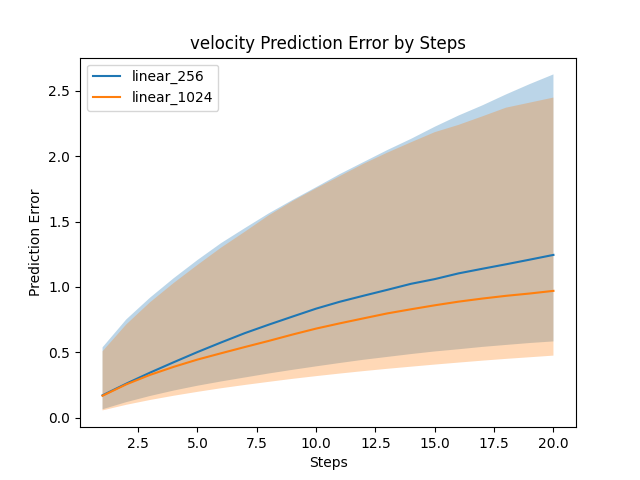 velocity Prediction Error by Steps
linear_256
linear_1024
Prediction Error
2.5
2.0
1.5
1.0
0.5
0.0
2.5 5.0 7.5 10.0 12.5 15.0 17.5 20.0
Steps